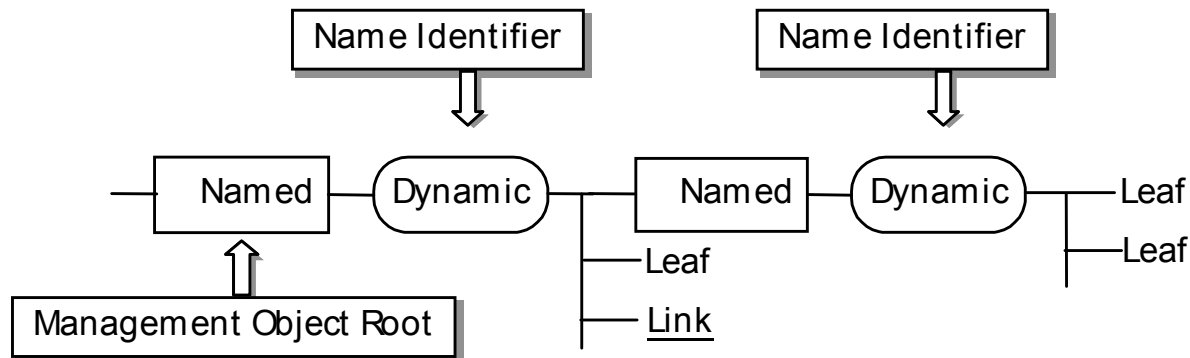 Name Identifier
Name Identifier
Named
Dynamic
Named
Dynamic
Leaf
Leaf
Leaf
Link
Management Object Root